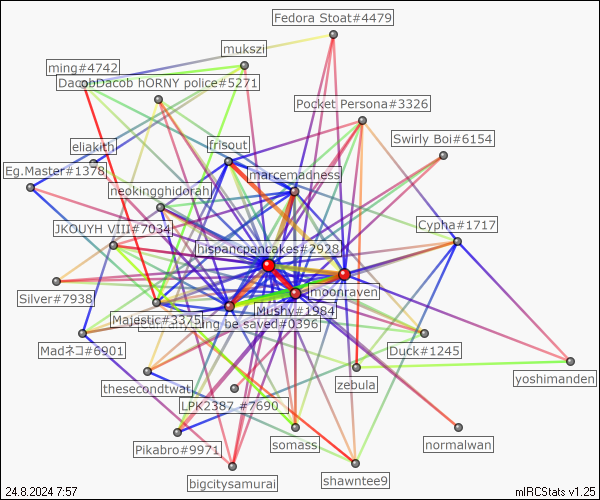 Fedora Stoat#4479
mukszi
ming#4742
DacobDacob hORNY police#5271
Pocket Persona#3326
Swirly Boi#6154
eliakith
frisout
Eg.Master#1378
marcemadness
neokingghidorah
JKOUYH VIII#7034
Cypha#1717
hispancpancakes#2928
moonraven
Silver#7938
Mushy#1984
Majestic#3375
ing be saved#0396
Madネコ#6901
Duck#1245
thesecondtwat
zebula
yoshimanden
LPK2387 #7690
Pikabro#9971
somass
normalwan
bigcitysamurai
shawntee9
24.8.2024 7:57
mIRCStats v1.25